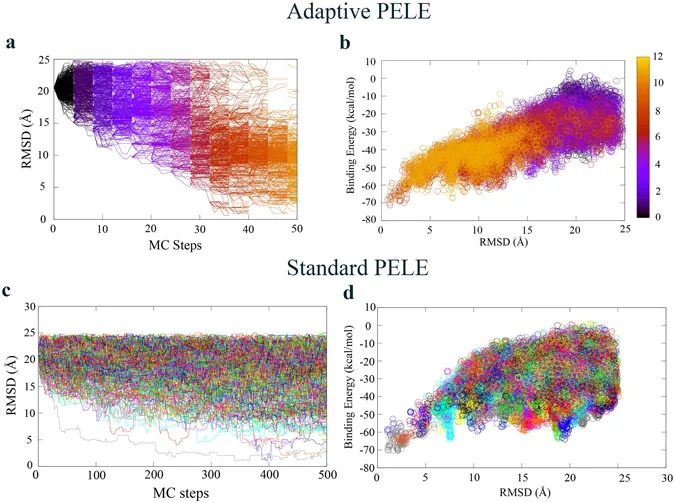 Adaptive PELE
a
b
25
20
15
10
5
0
RMSD (Å)
0 10 20 30 40 50
MC Steps
10
0
-10
-20
-30
-40
-50
-60
-70
-80
Binding Energy (kcal/mol)
0 5 10 15 20 25
RMSD (Å)
12
10
8
6
4
2
0
Standard PELE
c
d
30
25
20
15
10
5
0
RMSD (Å)
0 100 200 300 400 500
MC steps
10
0
-10
-20
-30
-40
-50
-60
-70
-80
Binding Energy (kcal/mol)
0 5 10 15 20 25 30
RMSD (Å)